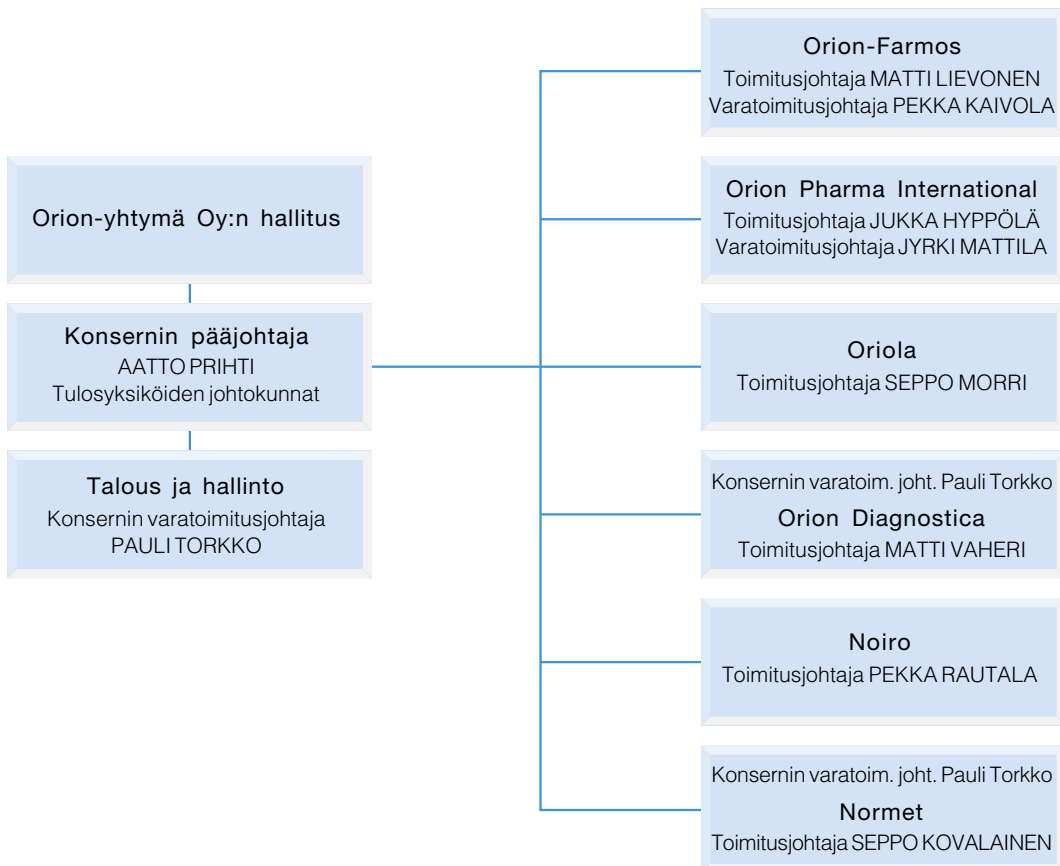 Orion-yhtymä Oy:n hallitus
Konsernin pääjohtaja
AATTO PRIHTI
Tulosyksiköiden johtokunnat
Talous ja hallinto
Konsernin varatoimitusjohtaja
PAULI TORKKO
Orion-Farmos
Toimitusjohtaja MATTI LIEVONEN
Varatoimitusjohtaja PEKKA KAIVOLA
Orion Pharma International
Toimitusjohtaja JUKKA HYPPÖLÄ
Varatoimitusjohtaja JYRKI MATTILA
Oriola
Toimitusjohtaja SEPPO MORRI
Konsernin varatoim. joht. Pauli Torkko
Orion Diagnostica
Toimitusjohtaja MATTI VAHERI
Noiro
Toimitusjohtaja PEKKA RAUTALA
Konsernin varatoim. joht. Pauli Torkko
Normet
Toimitusjohtaja SEPPO KOVALAINEN